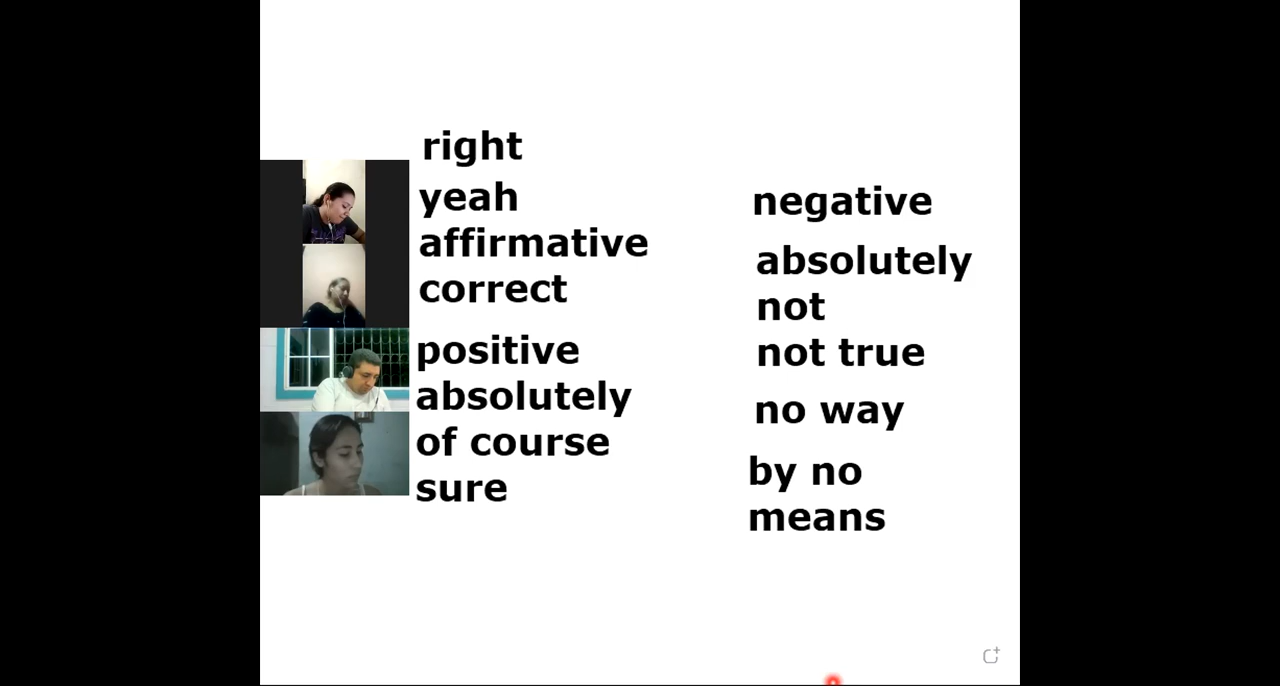 right
yeah
affirmative
correct
positive
absolutely
of course
sure
negative
absolutely
not
not true
no way
by no
means